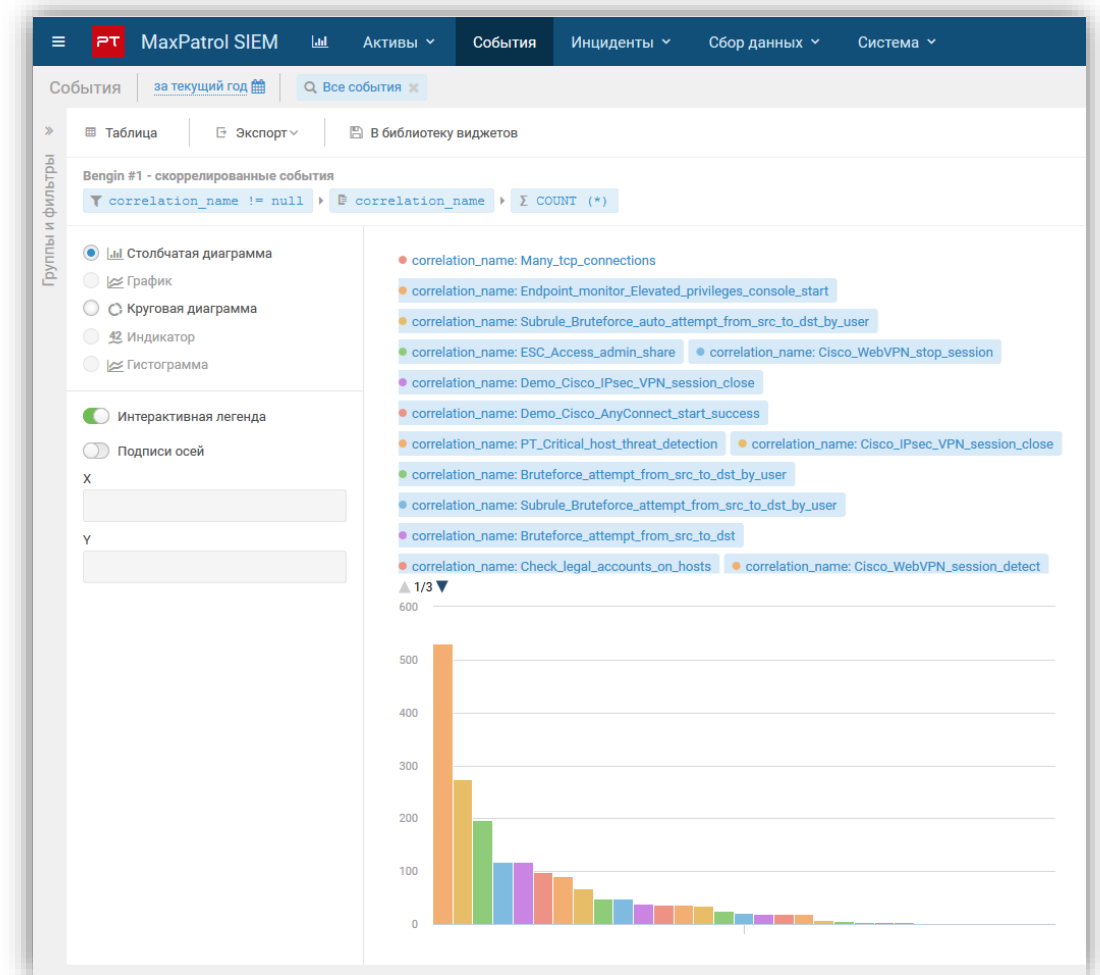 PT MaxPatrol SIEM Активы События Инциденты Сбор данных Система
События за текущий год Все события
Группы и фильтры
Таблица Экспорт В библиотеку виджетов
Bengin #1 - скоррелированные события
correlation_name != null correlation_name Σ COUNT (*)
Столбчатая диаграмма
График
Круговая диаграмма
42 Индикатор
Гистограмма
Интерактивная легенда
Подписи осей
X
Y
correlation_name: Many_tcp_connections
correlation_name: Endpoint_monitor_Elevated_privileges_console_start
correlation_name: Subrule_Bruteforce_auto_attempt_from_src_to_dst_by_user
correlation_name: ESC_Access_admin_share correlation_name: Cisco_WebVPN_stop_session
correlation_name: Demo_Cisco_IPsec_VPN_session_close
correlation_name: Demo_Cisco_AnyConnect_start_success
correlation_name: PT_Critical_host_threat_detection correlation_name: Cisco_IPsec_VPN_session_close
correlation_name: Bruteforce_attempt_from_src_to_dst_by_user
correlation_name: Subrule_Bruteforce_attempt_from_src_to_dst_by_user
correlation_name: Bruteforce_attempt_from_src_to_dst
correlation_name: Check_legal_accounts_on_hosts correlation_name: Cisco_WebVPN_session_detect
1/3
600
500
400
300
200
100
0